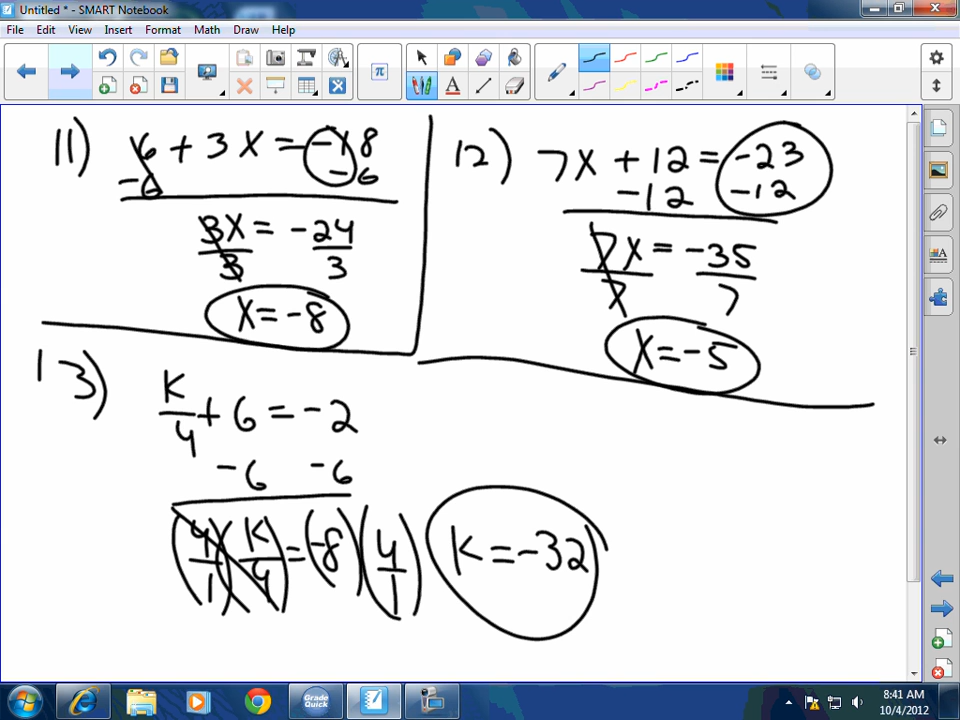 Untitled * - SMART Notebook
File Edit View Insert Format Math Draw Help
11) 6 + 3x = -18
-6 -6
3x = -24
3 3
x = -8
12) 7x + 12 = -23
-12 -12
7x = -35
7 7
x = -5
13) K/4 + 6 = -2
-6 -6
(4/1)(K/4) = (-8)(4/1)
K = -32
Grade Quick
8:41 AM
10/4/2012